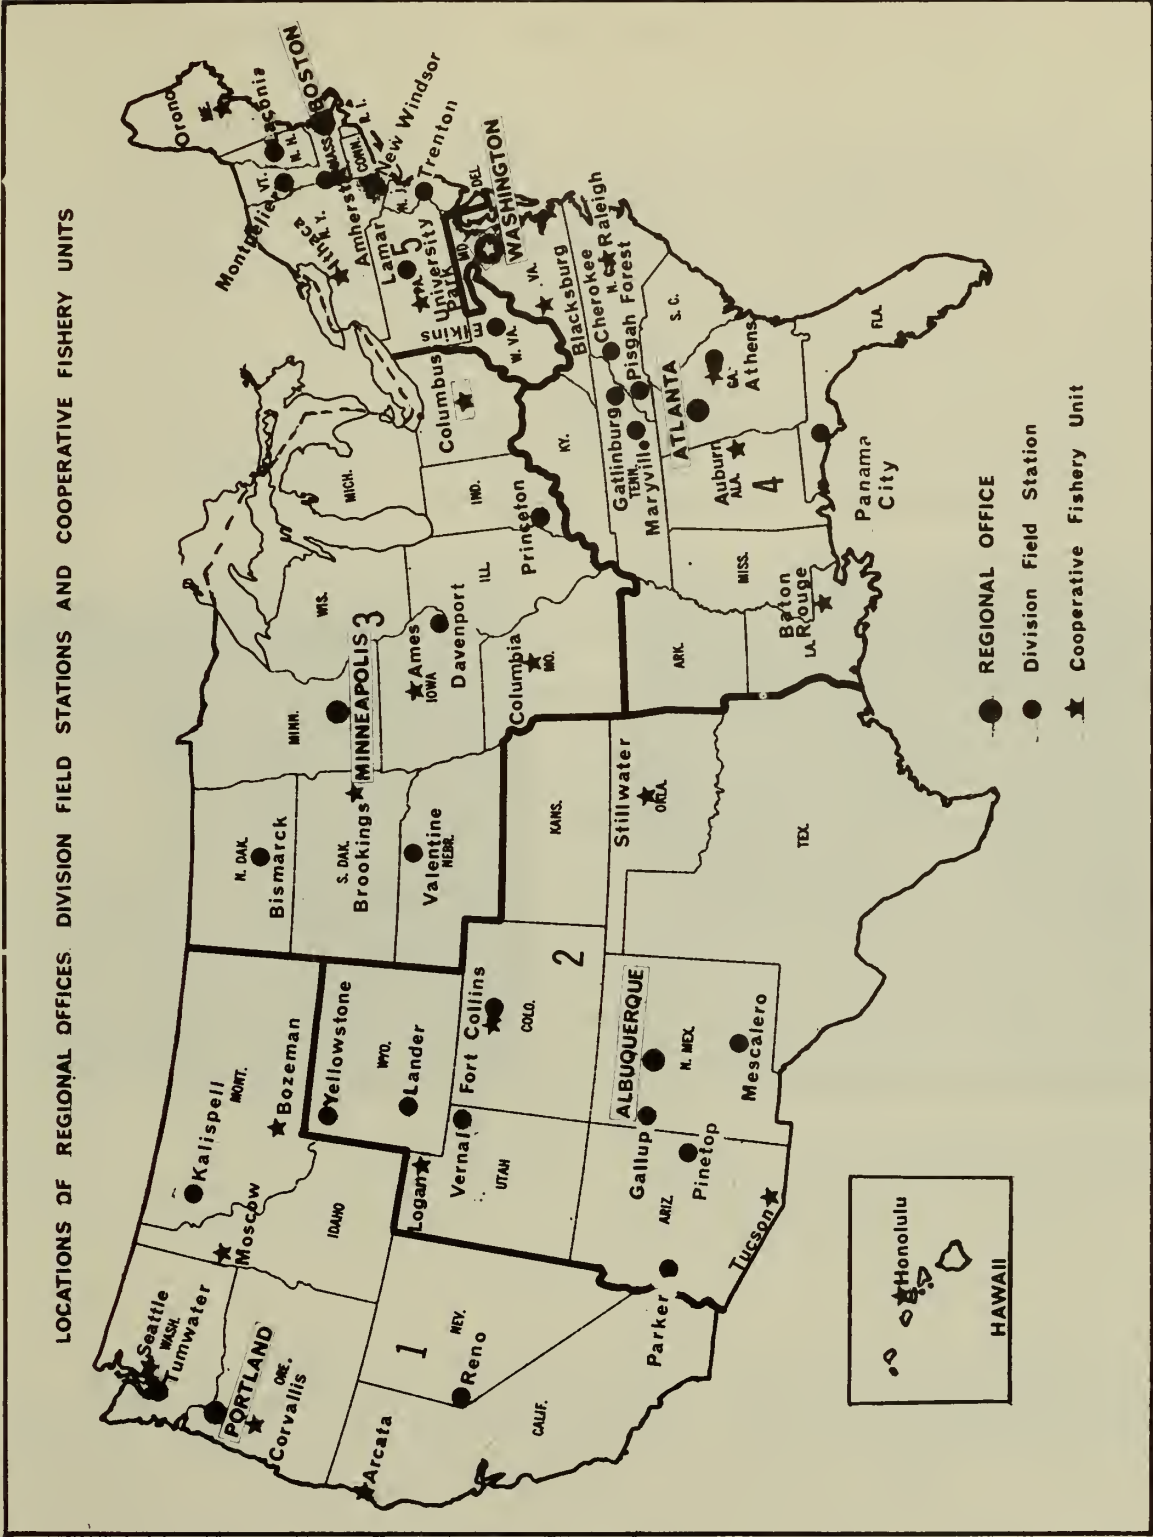 LOCATIONS OF REGIONAL OFFICES, DIVISION FIELD STATIONS AND COOPERATIVE FISHERY UNITS
Seattle
WASH.
Tumwater
PORTLAND
ORE.
Corvallis
Arcata
CALIF.
1
NEV.
Reno
Moscow
IDAHO
Kalispell
MONT.
Bozeman
Yellowstone
WYO.
Lander
Logan
Vernal
UTAH
Fort Collins
COLO.
2
ALBUQUERQUE
N. MEX.
Mescalero
Gallup
Pinetop
ARIZ.
Tucson
Parker
N. DAK.
Bismarck
S. DAK.
Brookings
Valentine
NEBR.
KANS.
Stillwater
OKLA.
TEX.
MINN.
MINNEAPOLIS
3
WIS.
Ames
IOWA
Davenport
Columbia
MO.
ILL.
Princeton
IND.
MICH.
Columbus
ARK.
Baton
Rouge
LA.
MISS.
KY.
Gatlinburg
TENN.
Maryville
Auburn
ALA.
4
ATLANTA
GA.
Athens
Panama
City
FLA.
S. C.
Cherokee
N. C.
Raleigh
Pisgah Forest
Blacksburg
VA.
W. VA.
Elkins
WASHINGTON
MD.
DEL.
University
Park
PA.
5
Lamar
Trenton
N. J.
New Windsor
Ithaca
N. Y.
Amherst
MASS.
CONN.
R. I.
BOSTON
Montpelier
VT.
N. H.
Laconia
Orono
ME.
Honolulu
HAWAII
REGIONAL OFFICE
Division Field Station
Cooperative Fishery Unit